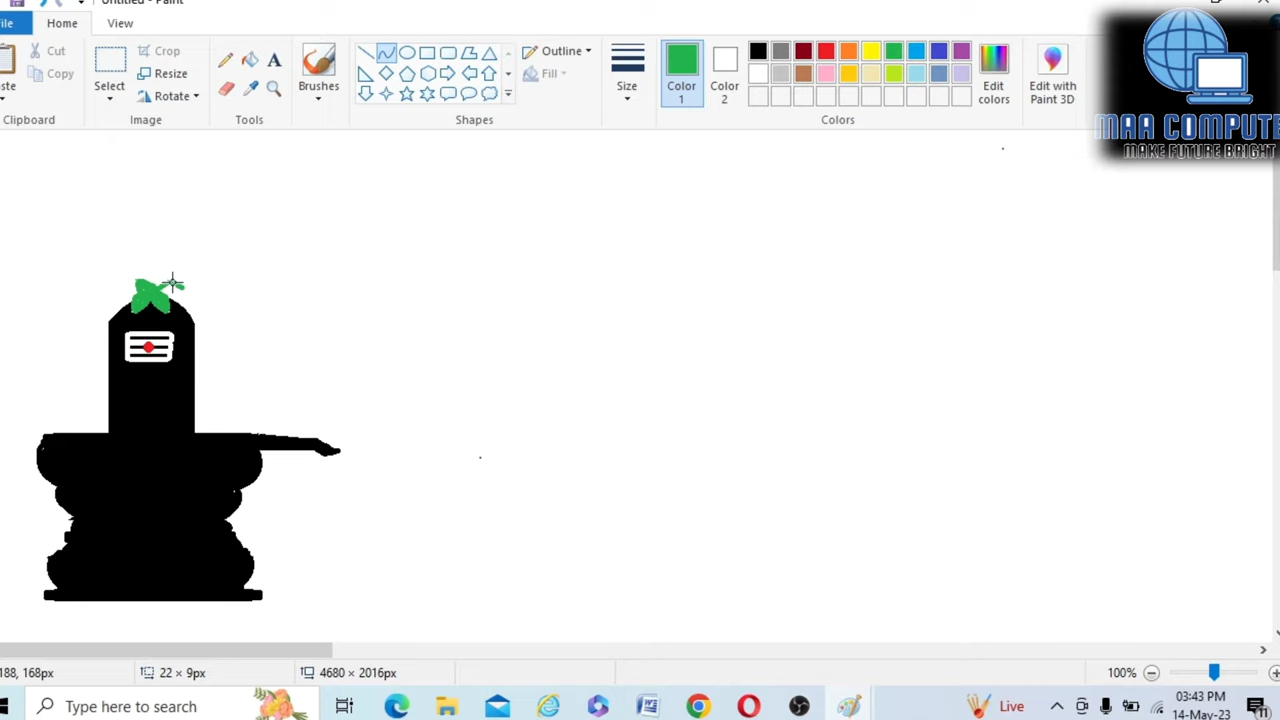 Untitled - Paint
File
Home
View
Cut
Copy
Crop
Resize
Rotate
Select
Brushes
Outline
Fill
Size
Color
1
Color
2
Edit
colors
Edit with
Paint 3D
Clipboard
Image
Tools
Shapes
Colors
MAA COMPUTE
MAKE FUTURE BRIGHT
188, 168px
22 × 9px
4680 × 2016px
100%
Type here to search
Live
03:43 PM
14-May-23